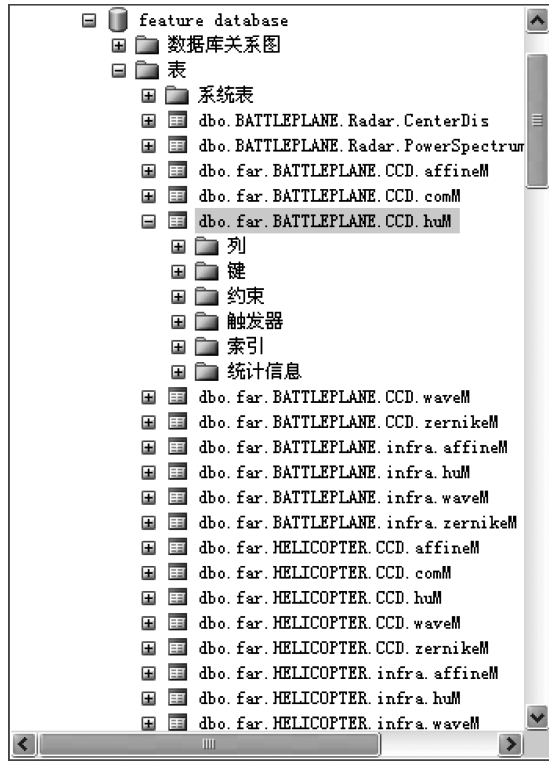 feature database
数据库关系图
表
系统表
dbo.BATTLEPLANE.Radar.CenterDis
dbo.BATTLEPLANE.Radar.PowerSpectrum
dbo.far.BATTLEPLANE.CCD.affineM
dbo.far.BATTLEPLANE.CCD.comM
dbo.far.BATTLEPLANE.CCD.huM
列
键
约束
触发器
索引
统计信息
dbo.far.BATTLEPLANE.CCD.waveM
dbo.far.BATTLEPLANE.CCD.zernikeM
dbo.far.BATTLEPLANE.infra.affineM
dbo.far.BATTLEPLANE.infra.huM
dbo.far.BATTLEPLANE.infra.waveM
dbo.far.BATTLEPLANE.infra.zernikeM
dbo.far.HELICOPTER.CCD.affineM
dbo.far.HELICOPTER.CCD.comM
dbo.far.HELICOPTER.CCD.huM
dbo.far.HELICOPTER.CCD.waveM
dbo.far.HELICOPTER.CCD.zernikeM
dbo.far.HELICOPTER.infra.affineM
dbo.far.HELICOPTER.infra.huM
dbo.far.HELICOPTER.infra.waveM